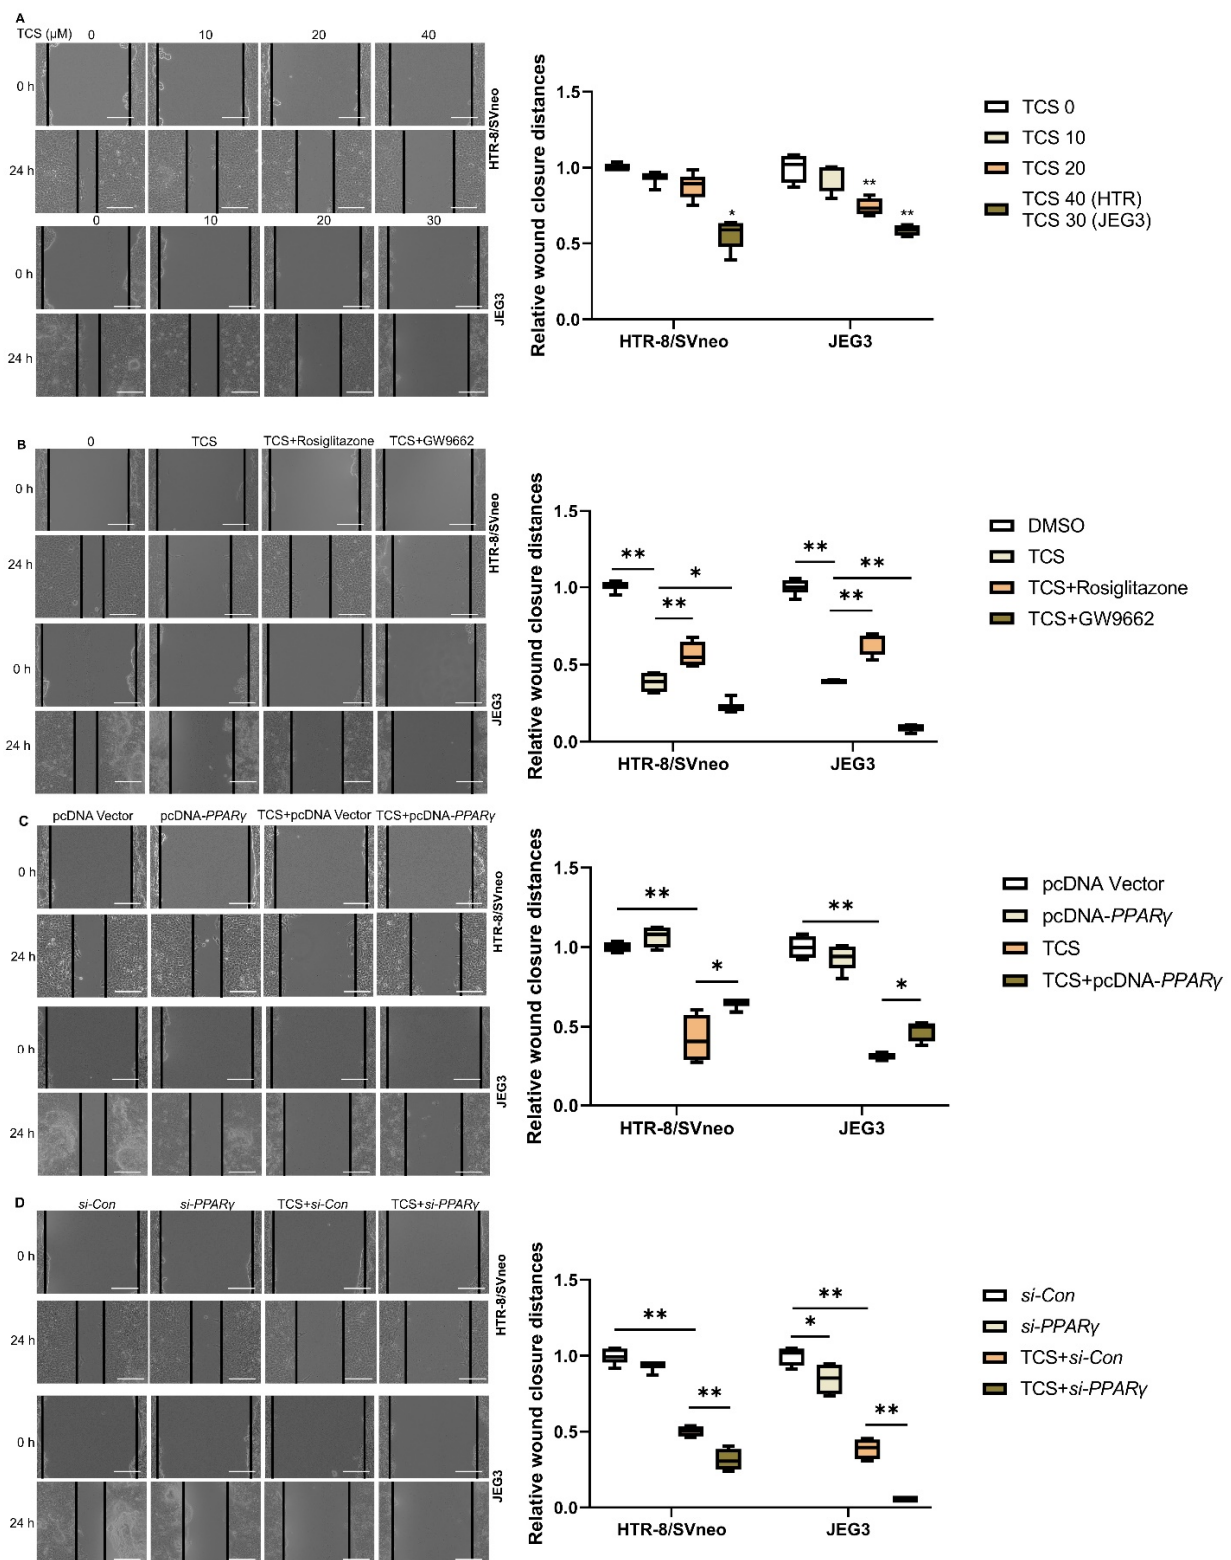 A
TCS (μM) 0 10 20 40
0 h
24 h
HTR-8/SVneo
0 10 20 30
0 h
24 h
JEG3
Relative wound closure distances
1.5
1.0
0.5
0.0
*
**
**
HTR-8/SVneo JEG3
TCS 0
TCS 10
TCS 20
TCS 40 (HTR)
TCS 30 (JEG3)
B
0 TCS TCS+Rosiglitazone TCS+GW9662
0 h
24 h
HTR-8/SVneo
0 h
24 h
JEG3
Relative wound closure distances
1.5
1.0
0.5
0.0
**
*
**
**
**
**
HTR-8/SVneo JEG3
DMSO
TCS
TCS+Rosiglitazone
TCS+GW9662
C
pcDNA Vector pcDNA-PPARγ TCS+pcDNA Vector TCS+pcDNA-PPARγ
0 h
24 h
HTR-8/SVneo
0 h
24 h
JEG3
Relative wound closure distances
1.5
1.0
0.5
0.0
**
*
**
*
HTR-8/SVneo JEG3
pcDNA Vector
pcDNA-PPARγ
TCS
TCS+pcDNA-PPARγ
D
si-Con si-PPARγ TCS+si-Con TCS+si-PPARγ
0 h
24 h
HTR-8/SVneo
0 h
24 h
JEG3
Relative wound closure distances
1.5
1.0
0.5
0.0
**
**
**
*
**
HTR-8/SVneo JEG3
si-Con
si-PPARγ
TCS+si-Con
TCS+si-PPARγ